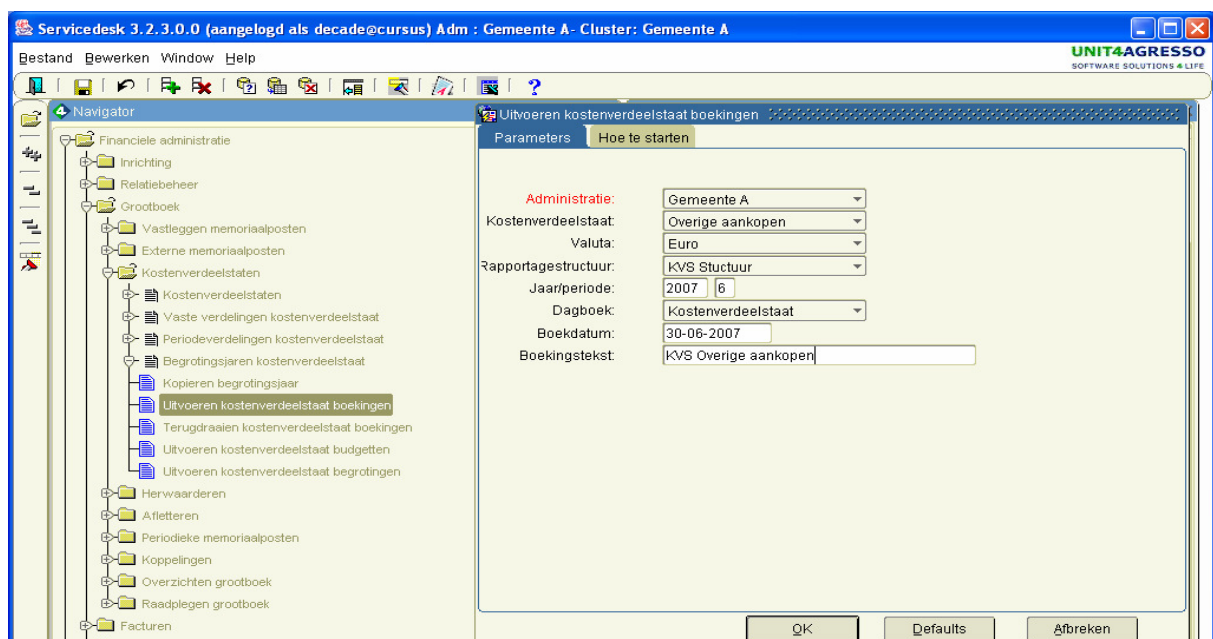 Servicedesk 3.2.3.0.0 (aangelogd als decade@cursus) Adm : Gemeente A- Cluster: Gemeente A
Bestand Bewerken Window Help
UNIT4AGRESSO
SOFTWARE SOLUTIONS 4 LIFE
Navigator
Financiele administratie
Inrichting
Relatiebeheer
Grootboek
Vastleggen memoriaalposten
Externe memoriaalposten
Kostenverdeelstaten
Kostenverdeelstaten
Vaste verdelingen kostenverdeelstaat
Periodeverdelingen kostenverdeelstaat
Begrotingsjaren kostenverdeelstaat
Kopieren begrotingsjaar
Uitvoeren kostenverdeelstaat boekingen
Terugdraaien kostenverdeelstaat boekingen
Uitvoeren kostenverdeelstaat budgetten
Uitvoeren kostenverdeelstaat begrotingen
Herwaarderen
Afletteren
Periodieke memoriaalposten
Koppelingen
Overzichten grootboek
Raadplegen grootboek
Facturen
Uitvoeren kostenverdeelstaat boekingen
Parameters Hoe te starten
Administratie: Gemeente A
Kostenverdeelstaat: Overige aankopen
Valuta: Euro
Rapportagestructuur: KVS Stuctuur
Jaar/periode: 2007 6
Dagboek: Kostenverdeelstaat
Boekdatum: 30-06-2007
Boekingstekst: KVS Overige aankopen
OK Defaults Afbreken